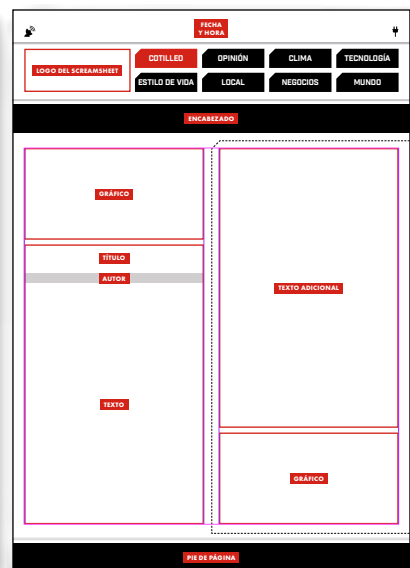 FECHA
Y HORA
LOGO DEL SCREAMSHEET
COTILLEO
OPINIÓN
CLIMA
TECNOLOGÍA
ESTILO DE VIDA
LOCAL
NEGOCIOS
MUNDO
ENCABEZADO
GRÁFICO
TÍTULO
AUTOR
TEXTO
TEXTO ADICIONAL
GRÁFICO
PIE DE PÁGINA